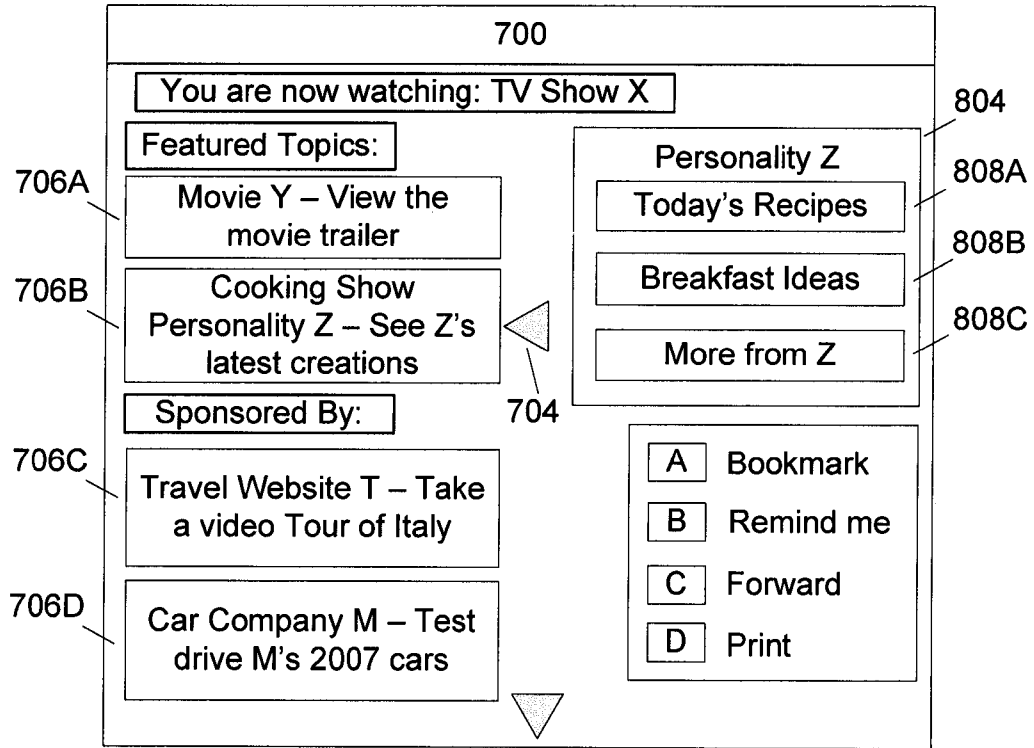 700
You are now watching: TV Show X
Featured Topics:
706A
Movie Y – View the
movie trailer
706B
Cooking Show
Personality Z – See Z's
latest creations
704
Sponsored By:
706C
Travel Website T – Take
a video Tour of Italy
706D
Car Company M – Test
drive M's 2007 cars
804
Personality Z
808A
Today's Recipes
808B
Breakfast Ideas
808C
More from Z
A Bookmark
B Remind me
C Forward
D Print